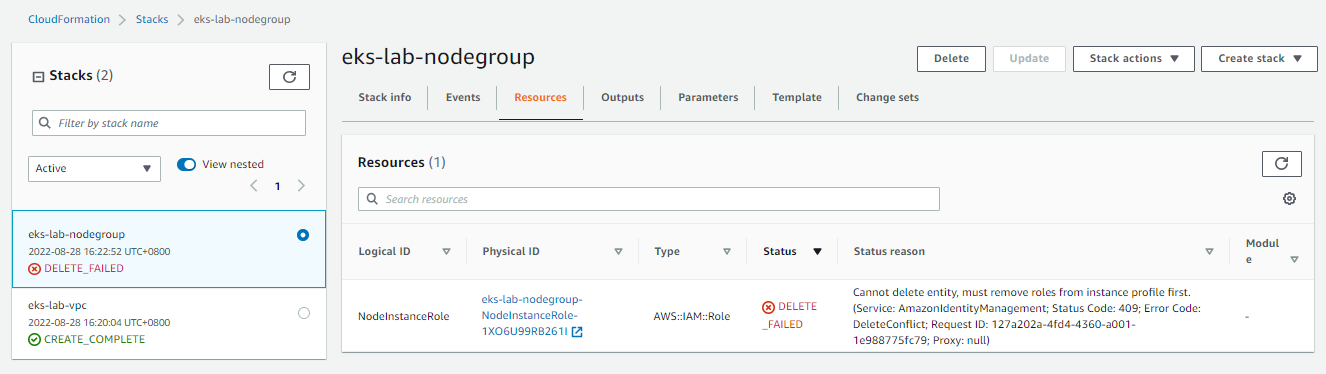 CloudFormation > Stacks > eks-lab-nodegroup
Stacks (2)
Filter by stack name
Active
View nested
1
eks-lab-nodegroup
2022-08-28 16:22:52 UTC+0800
DELETE_FAILED
eks-lab-vpc
2022-08-28 16:20:04 UTC+0800
CREATE_COMPLETE
eks-lab-nodegroup
Delete
Update
Stack actions
Create stack
Stack info
Events
Resources
Outputs
Parameters
Template
Change sets
Resources (1)
Search resources
Logical ID
Physical ID
Type
Status
Status reason
Modul
e
NodeInstanceRole
eks-lab-nodegroup-
NodeInstanceRole-
1XO6U99RB261I
AWS::IAM::Role
DELETE
_FAILED
Cannot delete entity, must remove roles from instance profile first.
(Service: AmazonIdentityManagement; Status Code: 409; Error Code:
DeleteConflict; Request ID: 127a202a-4fd4-4360-a001-
1e988775fc79; Proxy: null)
-